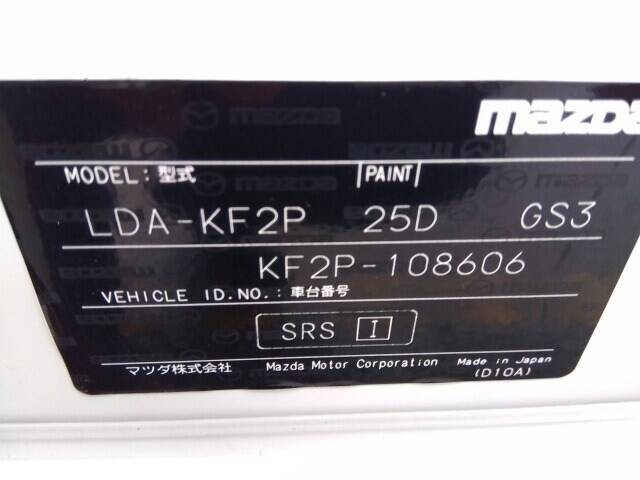 mazda
MODEL: 型式 PAINT
LDA-KF2P 25D GS3
KF2P-108606
VEHICLE ID.NO.: 車台番号
SRS I
マツダ株式会社 Mazda Motor Corporation Made in Japan
(D10A)